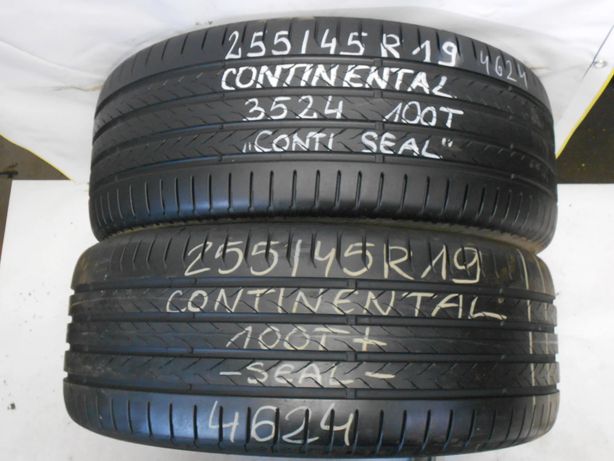 255/45R19 4624
CONTINENTAL
3524 100T
"CONTI SEAL"
255/45R19
CONTINENTAL
100T+
-SEAL-
4624